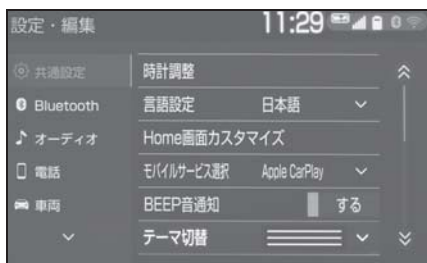 設定・編集 11:29
共通設定
Bluetooth
オーディオ
電話
車両
時計調整
言語設定 日本語
Home画面カスタマイズ
モバイルサービス選択 Apple CarPlay
BEEP音通知 する
テーマ切替